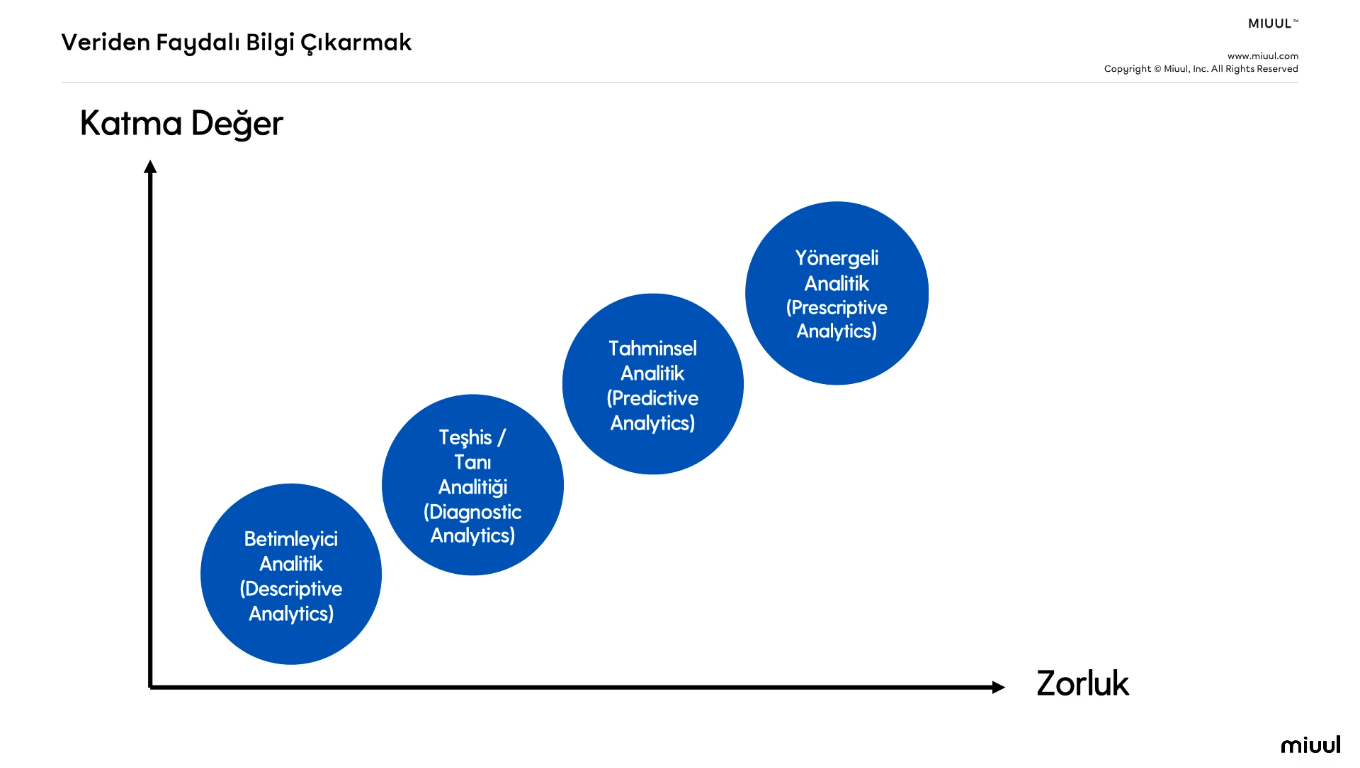 Veriden Faydalı Bilgi Çıkarmak
MIUUL™
www.miuul.com
Copyright © Miuul, Inc. All Rights Reserved
Katma Değer
Yönergeli
Analitik
(Prescriptive
Analytics)
Tahminsel
Analitik
(Predictive
Analytics)
Teşhis /
Tanı
Analitiği
(Diagnostic
Analytics)
Betimleyici
Analitik
(Descriptive
Analytics)
Zorluk
miuul